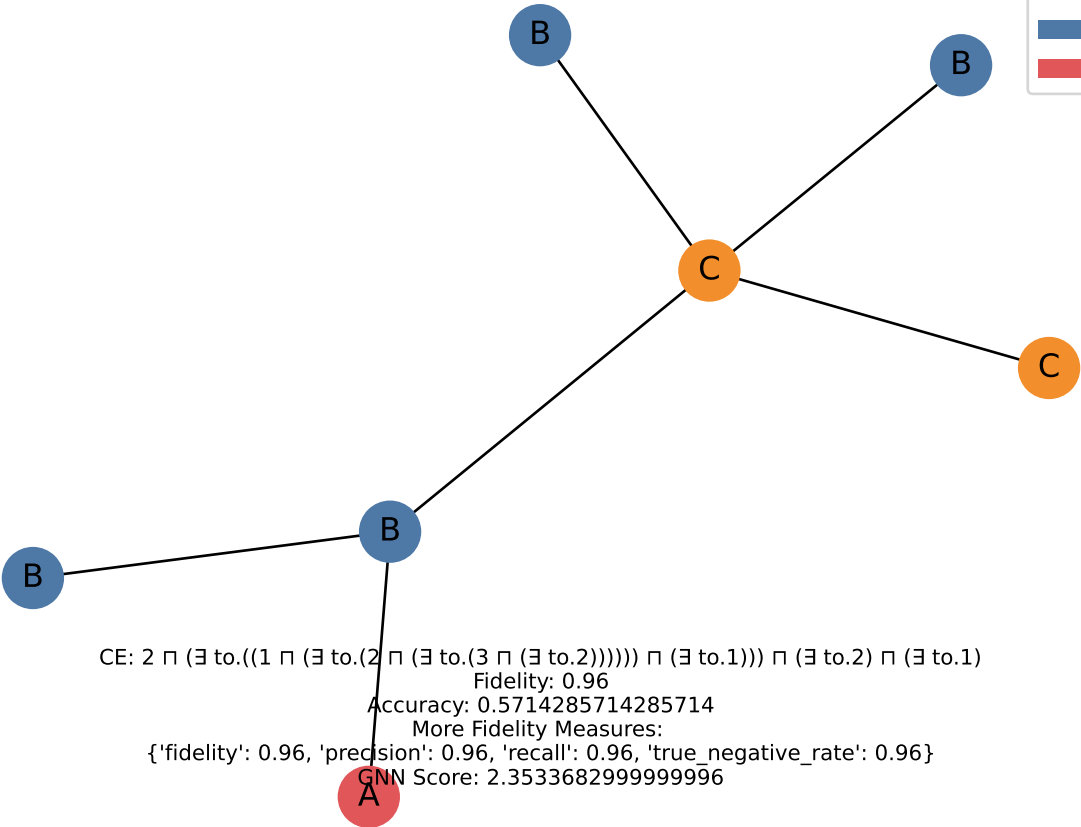 B
B
C
C
B
B
CE: 2 ⊓ (∃ to.((1 ⊓ (∃ to.(2 ⊓ (∃ to.(3 ⊓ (∃ to.2)))))) ⊓ (∃ to.1))) ⊓ (∃ to.2) ⊓ (∃ to.1)
Fidelity: 0.96
Accuracy: 0.5714285714285714
More Fidelity Measures:
{'fidelity': 0.96, 'precision': 0.96, 'recall': 0.96, 'true_negative_rate': 0.96}
GNN Score: 2.3533682999999996
A